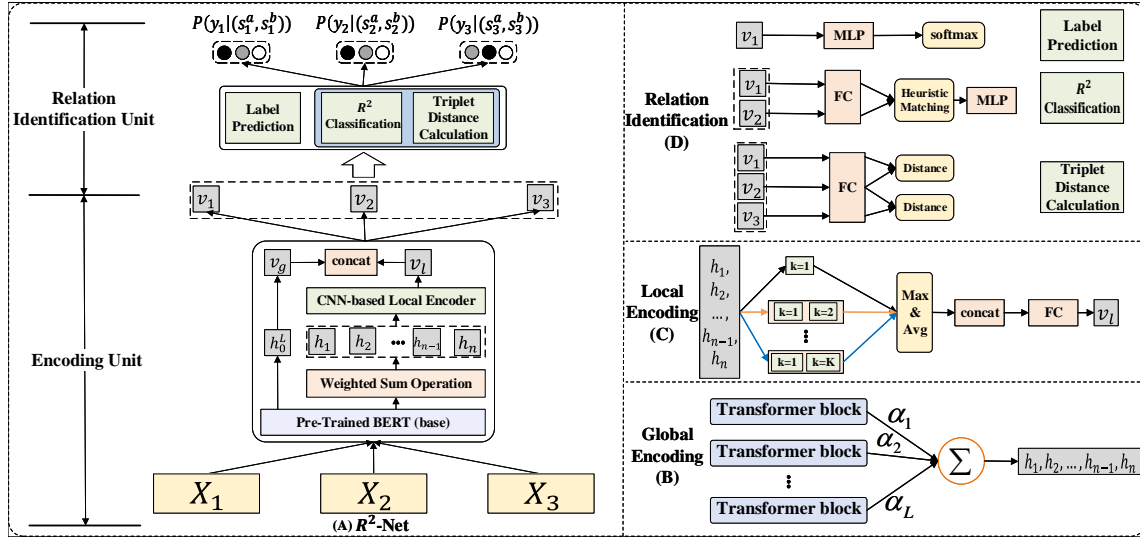 P(y₁|(s₁ᵃ, s₁ᵇ)) P(y₂|(s₂ᵃ, s₂ᵇ)) P(y₃|(s₃ᵃ, s₃ᵇ))
Relation
Identification Unit
Label
Prediction
R²
Classification
Triplet
Distance
Calculation
v₁ v₂ v₃
Encoding Unit
v_g concat v_l
CNN-based Local Encoder
h₀ᴸ h₁ h₂ ••• hₙ₋₁ hₙ
Weighted Sum Operation
Pre-Trained BERT (base)
X₁ X₂ X₃
(A) R²-Net
Relation
Identification
(D)
v₁ MLP softmax
Label
Prediction
v₁
v₂
FC
Heuristic
Matching
MLP
R²
Classification
v₁
v₂
v₃
FC
Distance
Distance
Triplet
Distance
Calculation
Local
Encoding
(C)
h₁,
h₂,
...,
hₙ₋₁,
hₙ
k=1
k=1 k=2
k=1 k=K
Max
&
Avg
concat FC v_l
Global
Encoding
(B)
Transformer block α₁
Transformer block α₂
Transformer block α_L
∑
h₁, h₂, ..., hₙ₋₁, hₙ